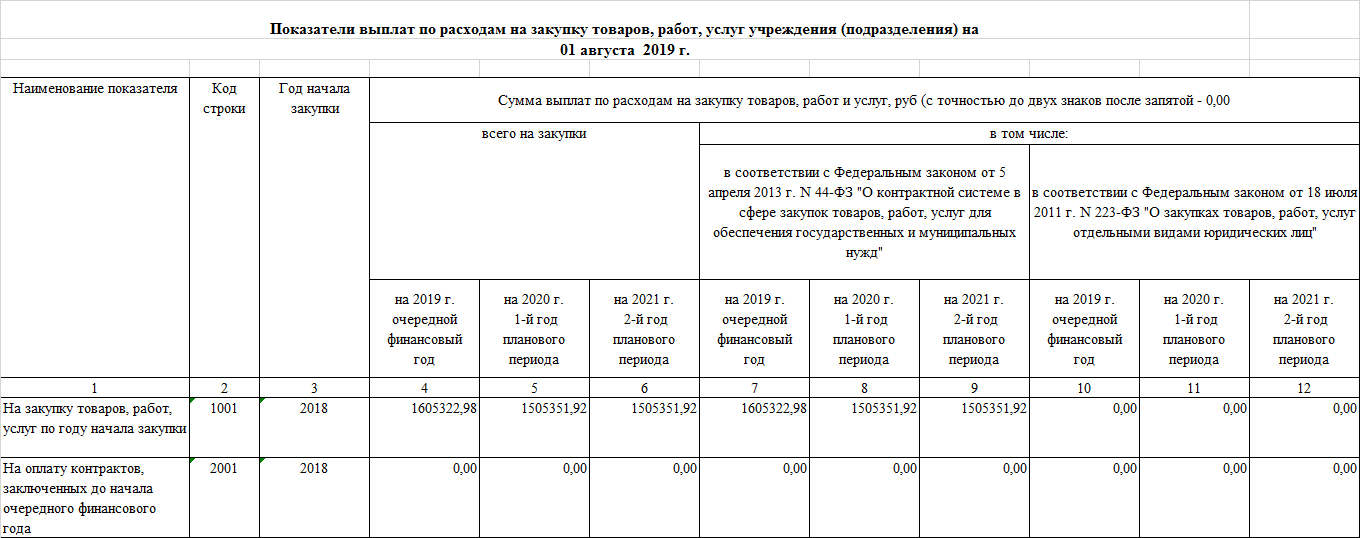 Показатели выплат по расходам на закупку товаров, работ, услуг учреждения (подразделения) на
01 августа 2019 г.
Наименование показателя
Код
строки
Год начала
закупки
Сумма выплат по расходам на закупку товаров, работ и услуг, руб (с точностью до двух знаков после запятой - 0,00
всего на закупки
в том числе:
в соответствии с Федеральным законом от 5
апреля 2013 г. N 44-ФЗ "О контрактной системе в
сфере закупок товаров, работ, услуг для
обеспечения государственных и муниципальных
нужд"
в соответствии с Федеральным законом от 18 июля
2011 г. N 223-ФЗ "О закупках товаров, работ, услуг
отдельными видами юридических лиц"
на 2019 г.
очередной
финансовый
год
на 2020 г.
1-й год
планового
периода
на 2021 г.
2-й год
планового
периода
на 2019 г.
очередной
финансовый
год
на 2020 г.
1-й год
планового
периода
на 2021 г.
2-й год
планового
периода
на 2019 г.
очередной
финансовый
год
на 2020 г.
1-й год
планового
периода
на 2021 г.
2-й год
планового
периода
1 2 3 4 5 6 7 8 9 10 11 12
На закупку товаров, работ,
услуг по году начала закупки
1001 2018 1605322,98 1505351,92 1505351,92 1605322,98 1505351,92 1505351,92 0,00 0,00 0,00
На оплату контрактов,
заключенных до начала
очередного финансового
года
2001 2018 0,00 0,00 0,00 0,00 0,00 0,00 0,00 0,00 0,00